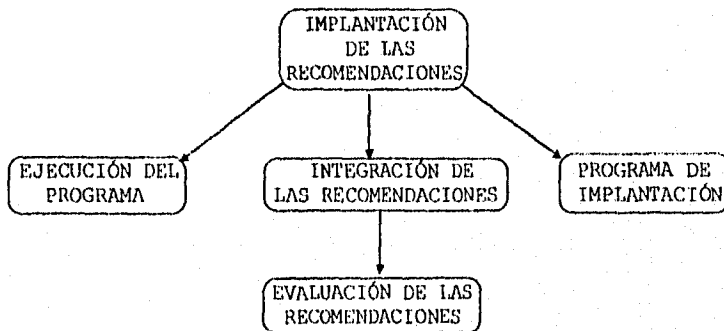 IMPLANTACIÓN
DE LAS
RECOMENDACIONES
EJECUCIÓN DEL
PROGRAMA
INTEGRACIÓN DE
LAS RECOMENDACIONES
PROGRAMA DE
IMPLANTACIÓN
EVALUACIÓN DE LAS
RECOMENDACIONES